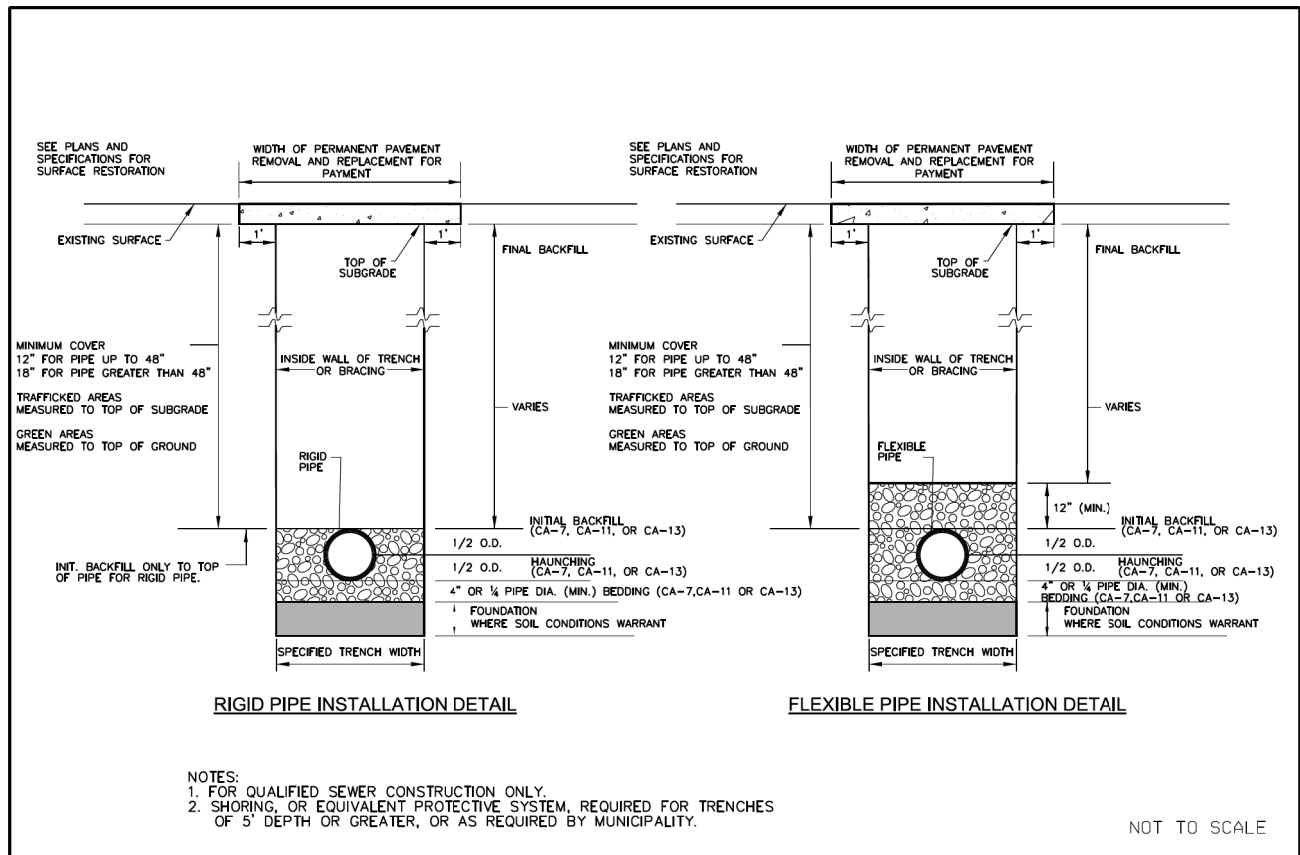 SEE PLANS AND
SPECIFICATIONS FOR
SURFACE RESTORATION
WIDTH OF PERMANENT PAVEMENT
REMOVAL AND REPLACEMENT FOR
PAYMENT
EXISTING SURFACE
1'
1'
TOP OF
SUBGRADE
FINAL BACKFILL
MINIMUM COVER
12" FOR PIPE UP TO 48"
18" FOR PIPE GREATER THAN 48"
TRAFFICKED AREAS
MEASURED TO TOP OF SUBGRADE
GREEN AREAS
MEASURED TO TOP OF GROUND
INSIDE WALL OF TRENCH
OR BRACING
VARIES
RIGID
PIPE
INIT. BACKFILL ONLY TO TOP
OF PIPE FOR RIGID PIPE.
INITIAL BACKFILL
(CA-7, CA-11, OR CA-13)
1/2 O.D.
HAUNCHING
(CA-7, CA-11, OR CA-13)
1/2 O.D.
4" OR ¼ PIPE DIA. (MIN.) BEDDING (CA-7,CA-11 OR CA-13)
FOUNDATION
WHERE SOIL CONDITIONS WARRANT
SPECIFIED TRENCH WIDTH
RIGID PIPE INSTALLATION DETAIL
SEE PLANS AND
SPECIFICATIONS FOR
SURFACE RESTORATION
WIDTH OF PERMANENT PAVEMENT
REMOVAL AND REPLACEMENT FOR
PAYMENT
EXISTING SURFACE
1'
1'
TOP OF
SUBGRADE
FINAL BACKFILL
MINIMUM COVER
12" FOR PIPE UP TO 48"
18" FOR PIPE GREATER THAN 48"
TRAFFICKED AREAS
MEASURED TO TOP OF SUBGRADE
GREEN AREAS
MEASURED TO TOP OF GROUND
INSIDE WALL OF TRENCH
OR BRACING
VARIES
FLEXIBLE
PIPE
12" (MIN.)
INITIAL BACKFILL
(CA-7, CA-11, OR CA-13)
1/2 O.D.
HAUNCHING
(CA-7, CA-11, OR CA-13)
1/2 O.D.
4" OR ¼ PIPE DIA. (MIN.)
BEDDING (CA-7,CA-11 OR CA-13)
FOUNDATION
WHERE SOIL CONDITIONS WARRANT
SPECIFIED TRENCH WIDTH
FLEXIBLE PIPE INSTALLATION DETAIL
NOTES:
1. FOR QUALIFIED SEWER CONSTRUCTION ONLY.
2. SHORING, OR EQUIVALENT PROTECTIVE SYSTEM, REQUIRED FOR TRENCHES
OF 5' DEPTH OR GREATER, OR AS REQUIRED BY MUNICIPALITY.
NOT TO SCALE